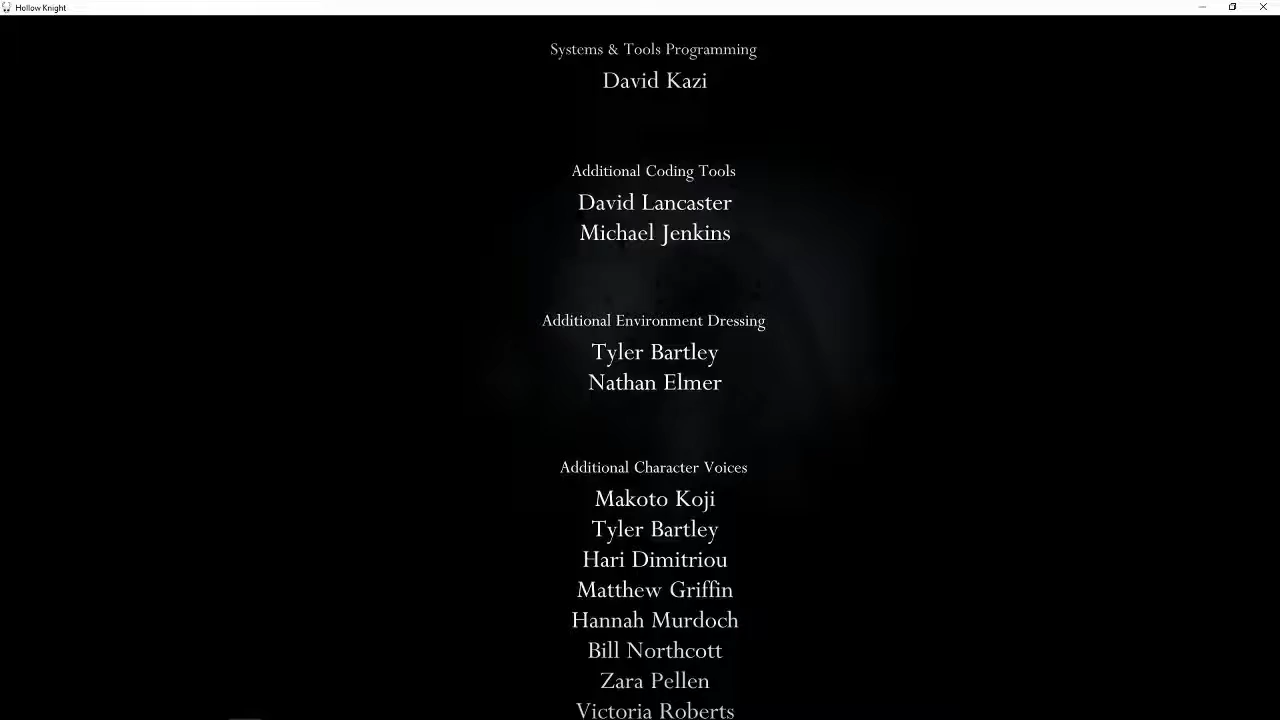 Hollow Knight
Systems & Tools Programming
David Kazi
Additional Coding Tools
David Lancaster
Michael Jenkins
Additional Environment Dressing
Tyler Bartley
Nathan Elmer
Additional Character Voices
Makoto Koji
Tyler Bartley
Hari Dimitriou
Matthew Griffin
Hannah Murdoch
Bill Northcott
Zara Pellen
Victoria Roberts